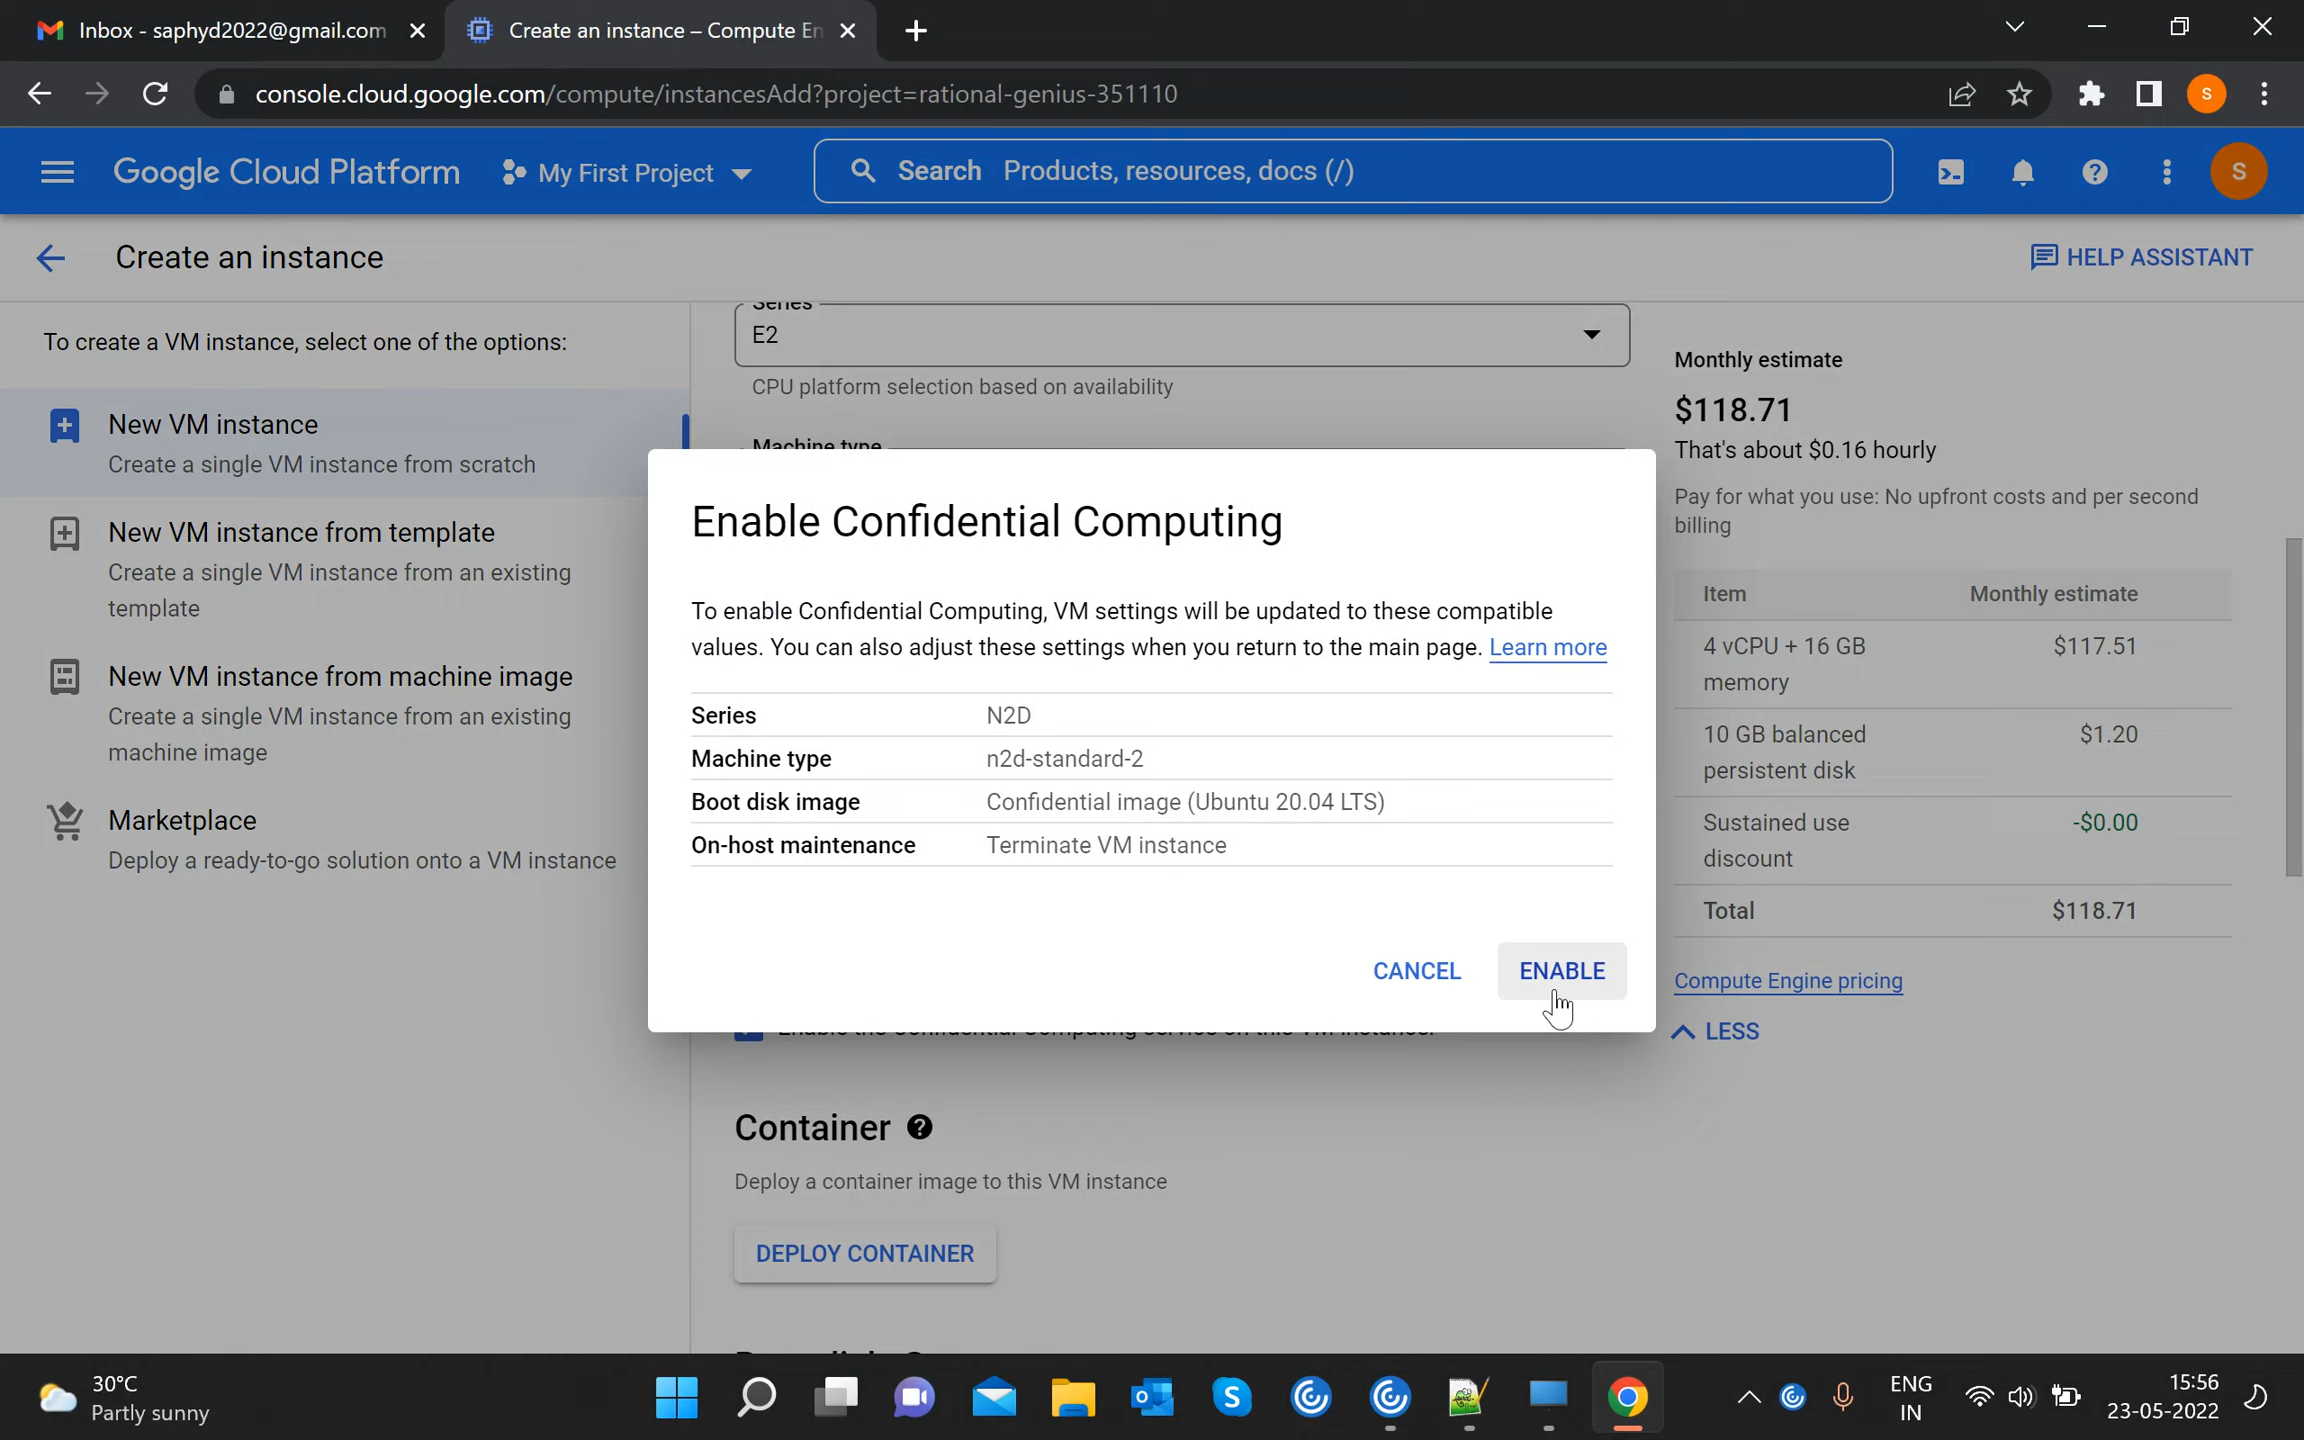 Inbox - saphyd2022@gmail.com
Create an instance – Compute En
console.cloud.google.com/compute/instancesAdd?project=rational-genius-351110
S
Google Cloud Platform
My First Project
Search Products, resources, docs (/)
S
Create an instance
HELP ASSISTANT
To create a VM instance, select one of the options:
New VM instance
Create a single VM instance from scratch
New VM instance from template
Create a single VM instance from an existing
template
New VM instance from machine image
Create a single VM instance from an existing
machine image
Marketplace
Deploy a ready-to-go solution onto a VM instance
Series
E2
CPU platform selection based on availability
Machine type
Enable Confidential Computing
To enable Confidential Computing, VM settings will be updated to these compatible
values. You can also adjust these settings when you return to the main page. Learn more
Series N2D
Machine type n2d-standard-2
Boot disk image Confidential image (Ubuntu 20.04 LTS)
On-host maintenance Terminate VM instance
CANCEL ENABLE
Enable the Confidential Computing service on this VM instance.
Container
Deploy a container image to this VM instance
DEPLOY CONTAINER
Monthly estimate
$118.71
That's about $0.16 hourly
Pay for what you use: No upfront costs and per second
billing
Item Monthly estimate
4 vCPU + 16 GB $117.51
memory
10 GB balanced $1.20
persistent disk
Sustained use -$0.00
discount
Total $118.71
Compute Engine pricing
LESS
30°C
Partly sunny
ENG
IN
15:56
23-05-2022